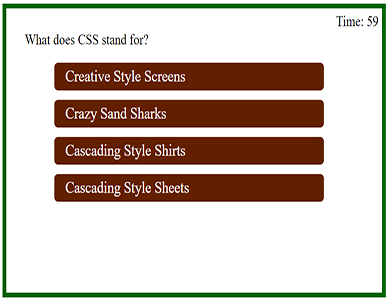 Time: 59
What does CSS stand for?
Creative Style Screens
Crazy Sand Sharks
Cascading Style Shirts
Cascading Style Sheets